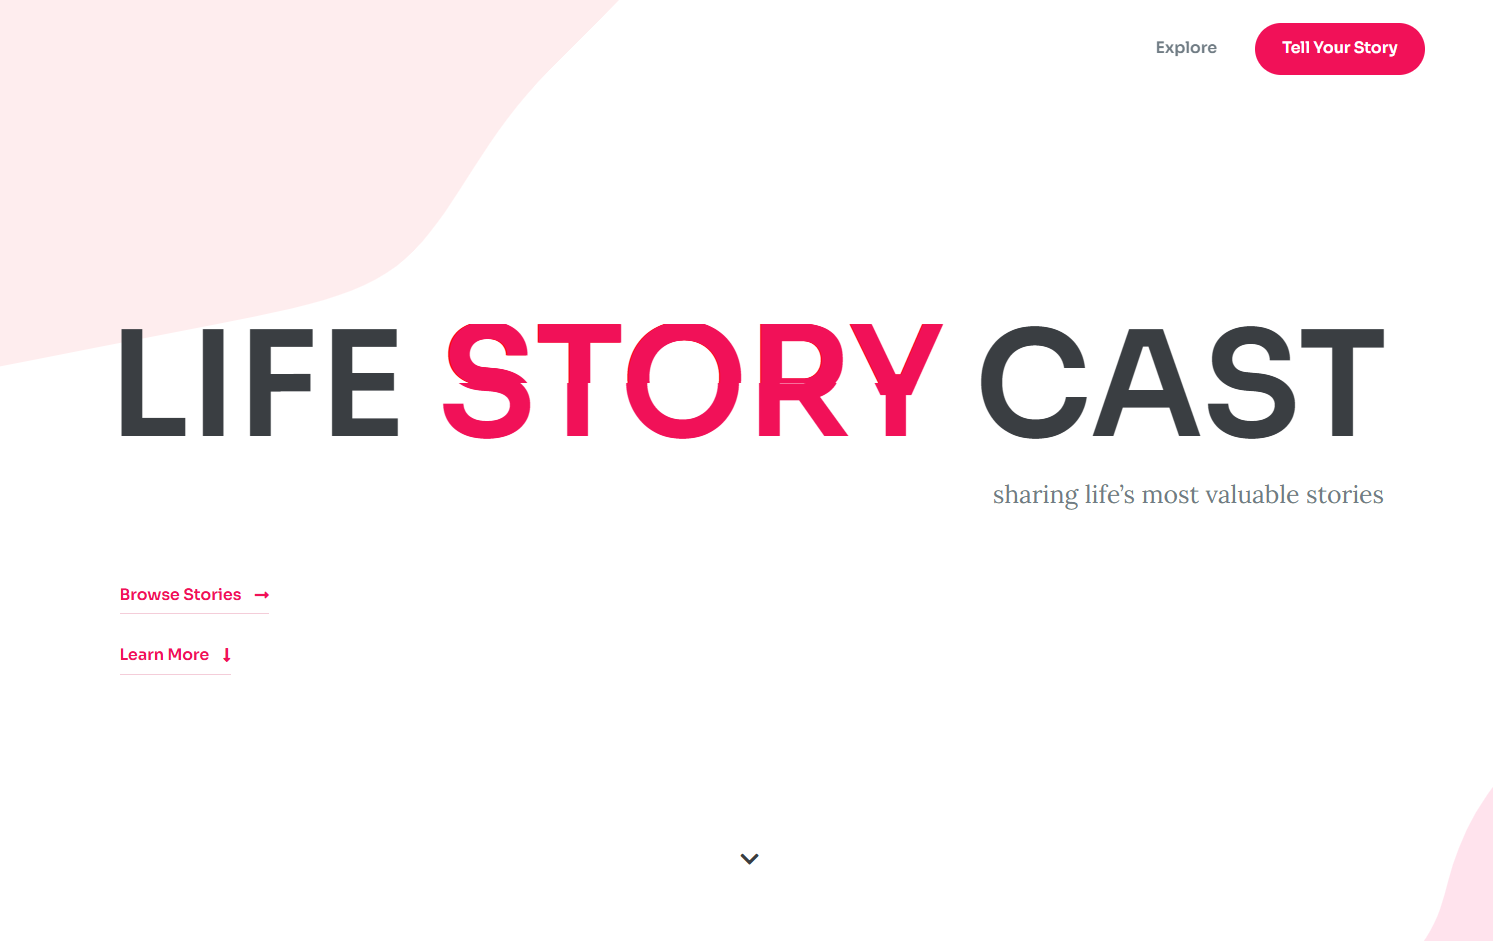 Explore
Tell Your Story
LIFE STORY CAST
sharing life’s most valuable stories
Browse Stories
Learn More